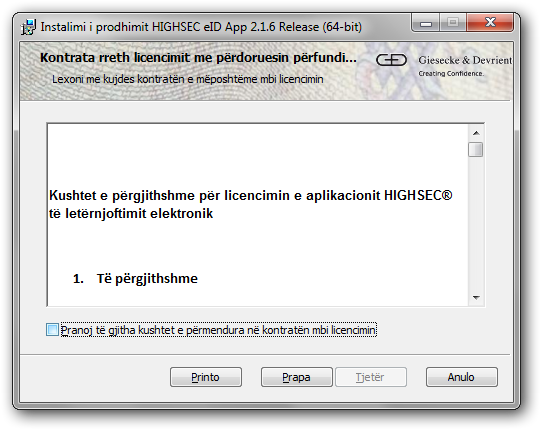 Instalimi i prodhimit HIGHSEC eID App 2.1.6 Release (64-bit)
Kontrata rreth licencimit me përdoruesin përfundi...
Lexoni me kujdes kontratën e mëposhtëme mbi licencimin
Giesecke & Devrient
Creating Confidence.
Kushtet e përgjithshme për licencimin e aplikacionit HIGHSEC®
të letërnjoftimit elektronik
1. Të përgjithshme
Pranoj të gjitha kushtet e përmendura në kontratën mbi licencimin
Printo
Prapa
Tjetër
Anulo